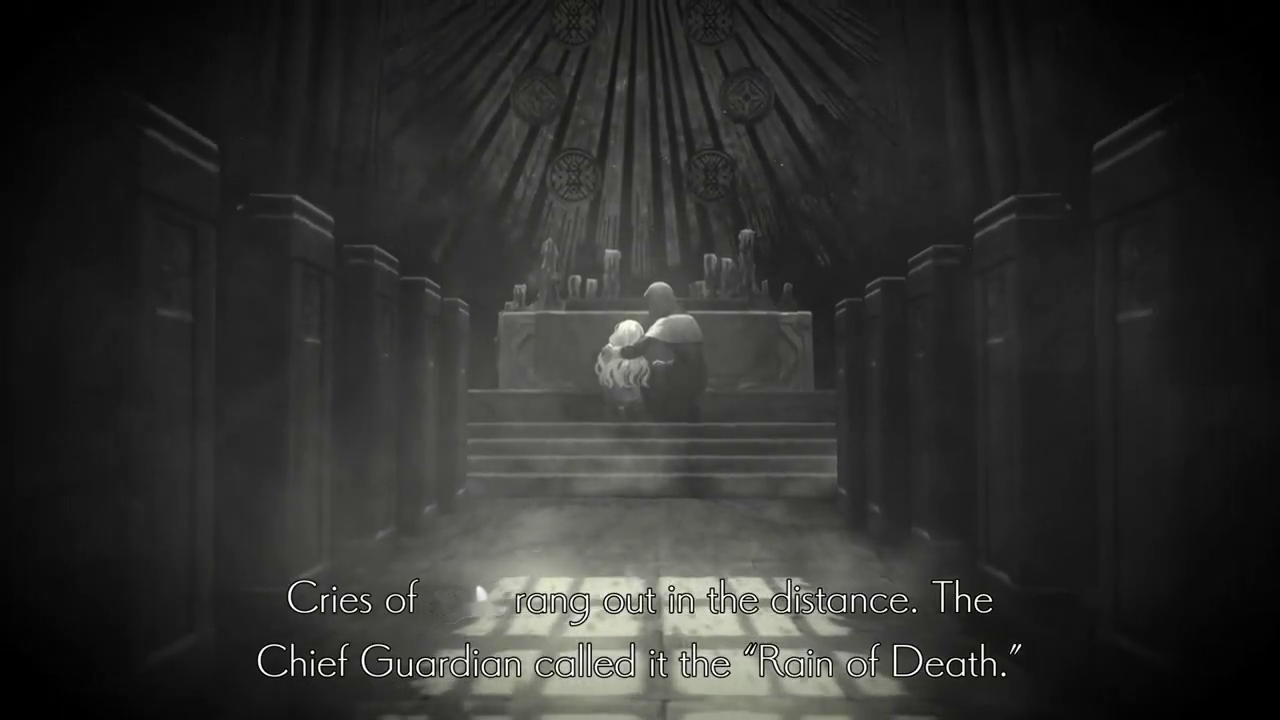 Cries of rang out in the distance. The
Chief Guardian called it the “Rain of Death.”